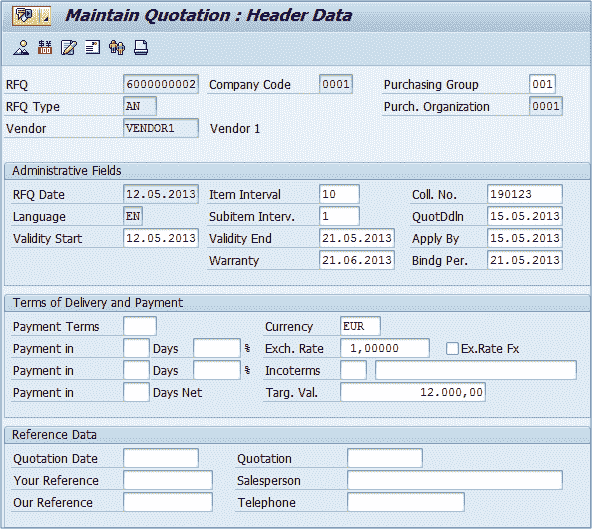 Maintain Quotation : Header Data
RFQ 6000000002 Company Code 0001 Purchasing Group 001
RFQ Type AN Purch. Organization 0001
Vendor VENDOR1 Vendor 1
Administrative Fields
RFQ Date 12.05.2013 Item Interval 10 Coll. No. 190123
Language EN Subitem Interv. 1 QuotDdln 15.05.2013
Validity Start 12.05.2013 Validity End 21.05.2013 Apply By 15.05.2013
Warranty 21.06.2013 Bindg Per. 21.05.2013
Terms of Delivery and Payment
Payment Terms Currency EUR
Payment in Days % Exch. Rate 1,00000 Ex.Rate Fx
Payment in Days % Incoterms
Payment in Days Net Targ. Val. 12.000,00
Reference Data
Quotation Date Quotation
Your Reference Salesperson
Our Reference Telephone